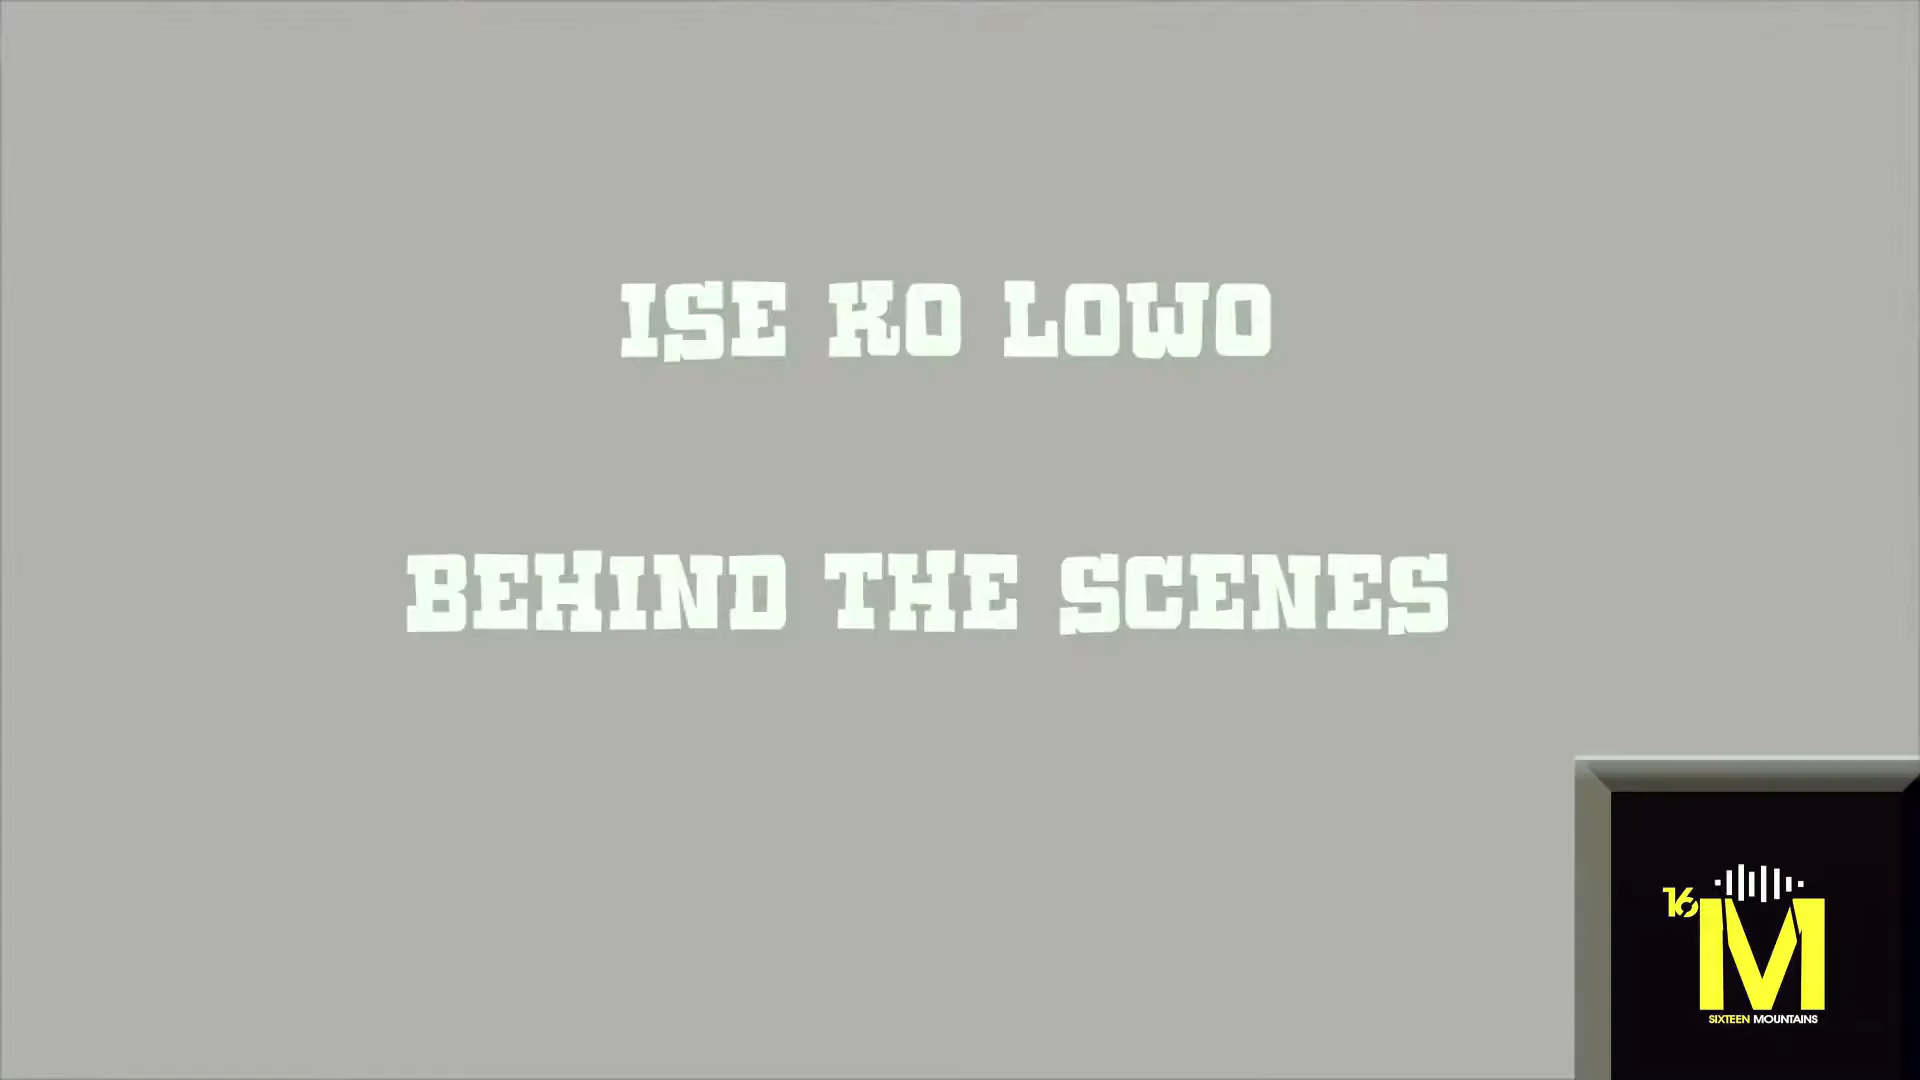 ISE KO LOWO
BEHIND THE SCENES
16
M
SIXTEEN MOUNTAINS